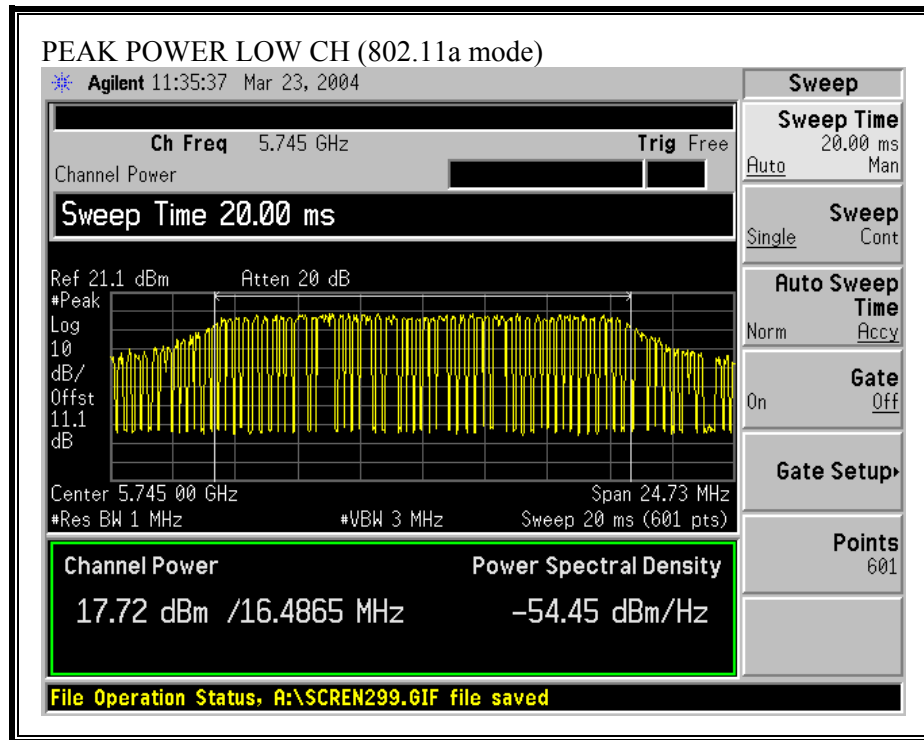 PEAK POWER LOW CH (802.11a mode)
Agilent 11:35:37 Mar 23, 2004
Sweep
Ch Freq 5.745 GHz Trig Free
Channel Power
Sweep Time 20.00 ms
Ref 21.1 dBm Atten 20 dB
#Peak
Log
10
dB/
Offst
11.1
dB
Center 5.745 00 GHz Span 24.73 MHz
#Res BW 1 MHz #VBW 3 MHz Sweep 20 ms (601 pts)
Channel Power Power Spectral Density
17.72 dBm /16.4865 MHz -54.45 dBm/Hz
File Operation Status, A:\SCREN299.GIF file saved
Sweep Time
20.00 ms
Auto Man
Sweep
Single Cont
Auto Sweep
Time
Norm Accy
Gate
On Off
Gate Setup
Points
601